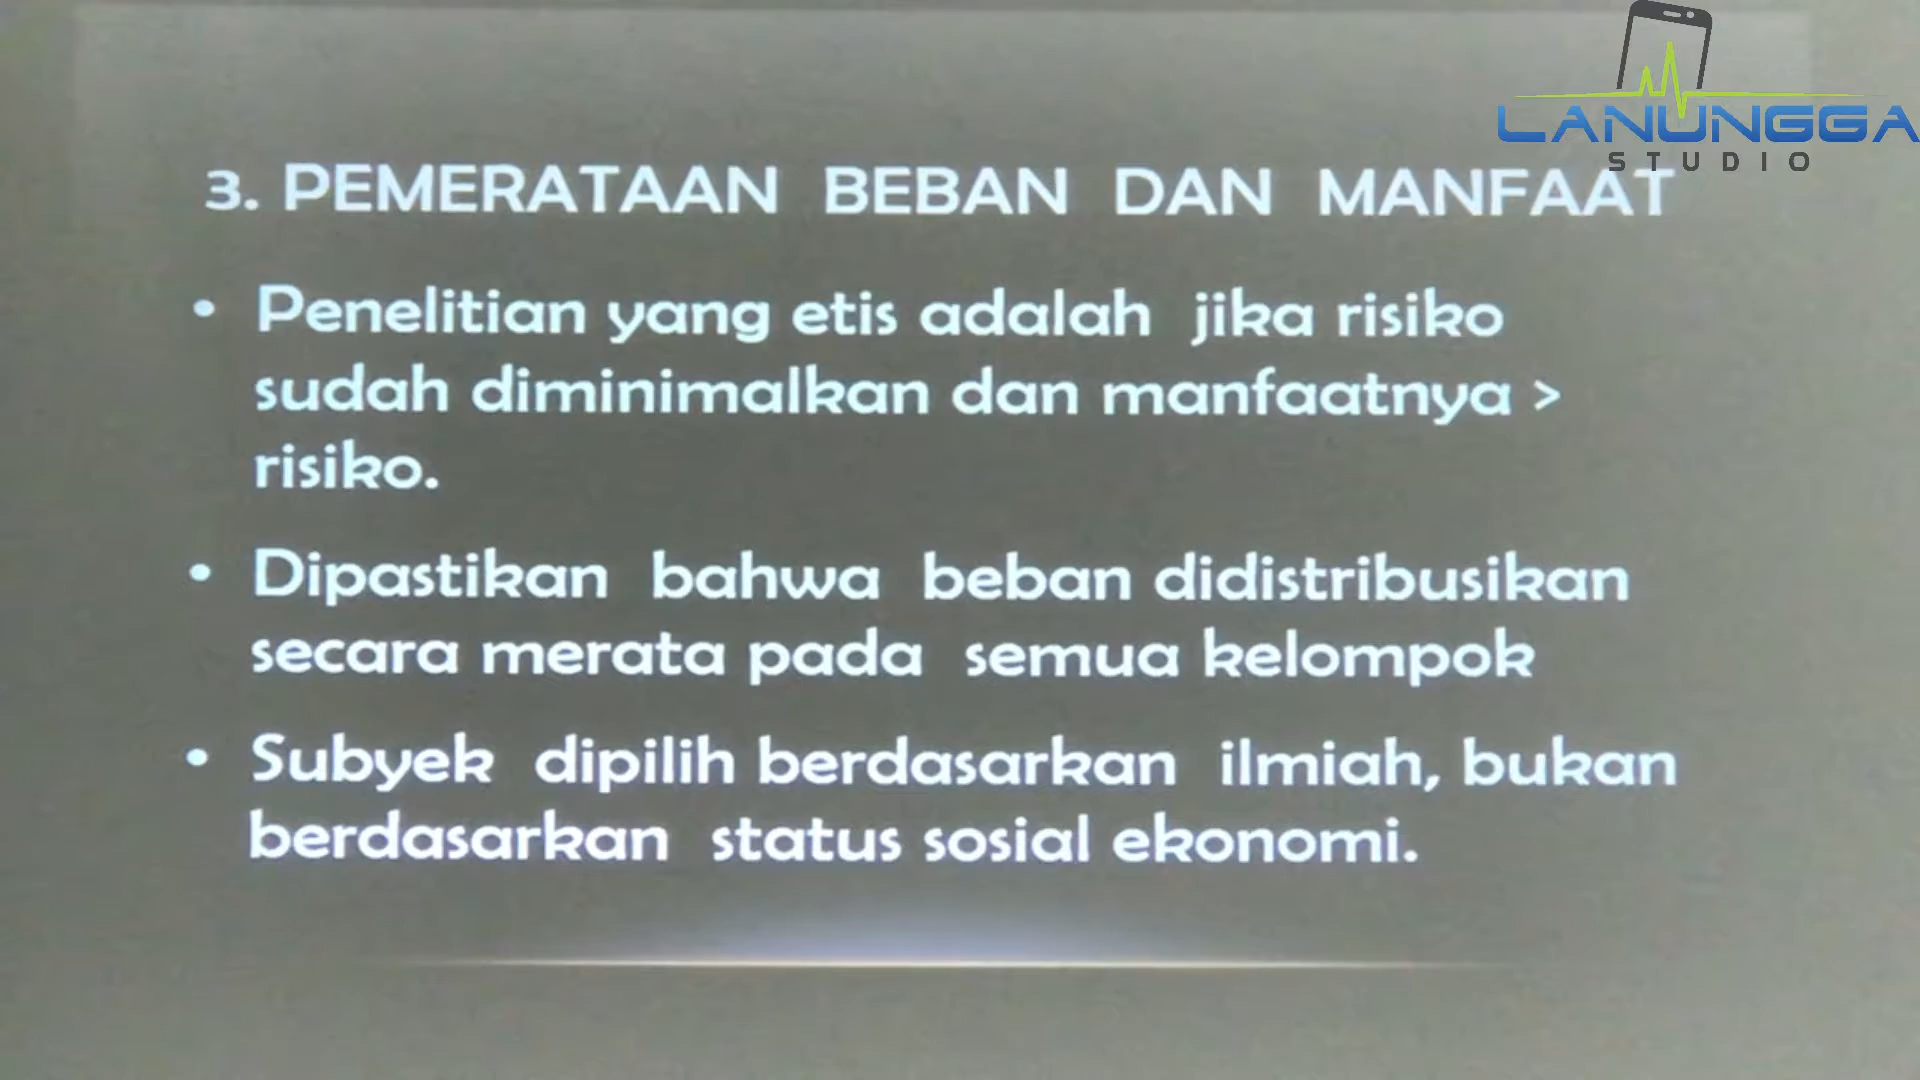 LANUNGGA
STUDIO
3. PEMERATAAN BEBAN DAN MANFAAT
• Penelitian yang etis adalah jika risiko
sudah diminimalkan dan manfaatnya >
risiko.
• Dipastikan bahwa beban didistribusikan
secara merata pada semua kelompok
• Subyek dipilih berdasarkan ilmiah, bukan
berdasarkan status sosial ekonomi.